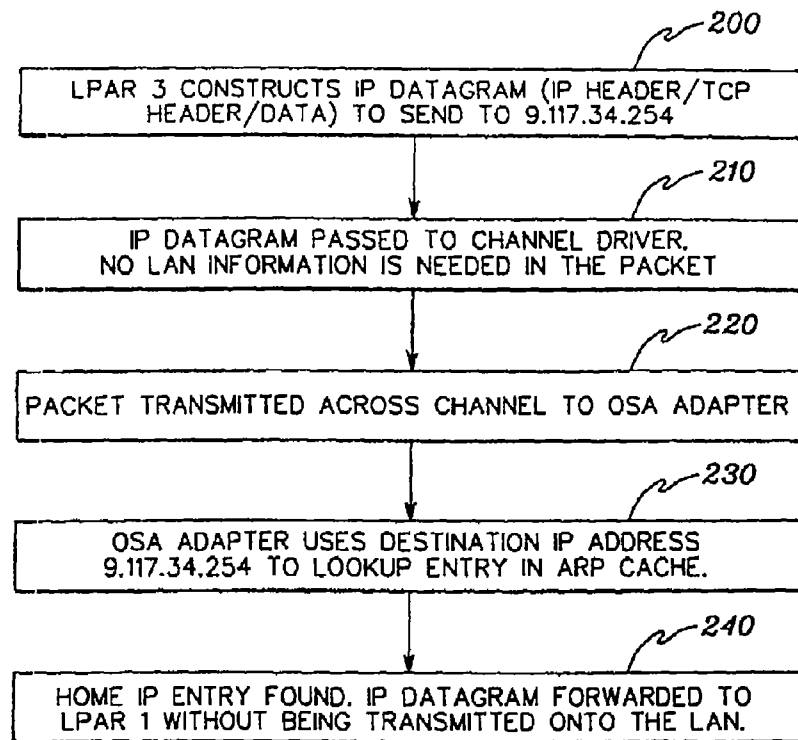 200
LPAR 3 CONSTRUCTS IP DATAGRAM (IP HEADER/TCP
HEADER/DATA) TO SEND TO 9.117.34.254
210
IP DATAGRAM PASSED TO CHANNEL DRIVER.
NO LAN INFORMATION IS NEEDED IN THE PACKET
220
PACKET TRANSMITTED ACROSS CHANNEL TO OSA ADAPTER
230
OSA ADAPTER USES DESTINATION IP ADDRESS
9.117.34.254 TO LOOKUP ENTRY IN ARP CACHE.
240
HOME IP ENTRY FOUND. IP DATAGRAM FORWARDED TO
LPAR 1 WITHOUT BEING TRANSMITTED ONTO THE LAN.